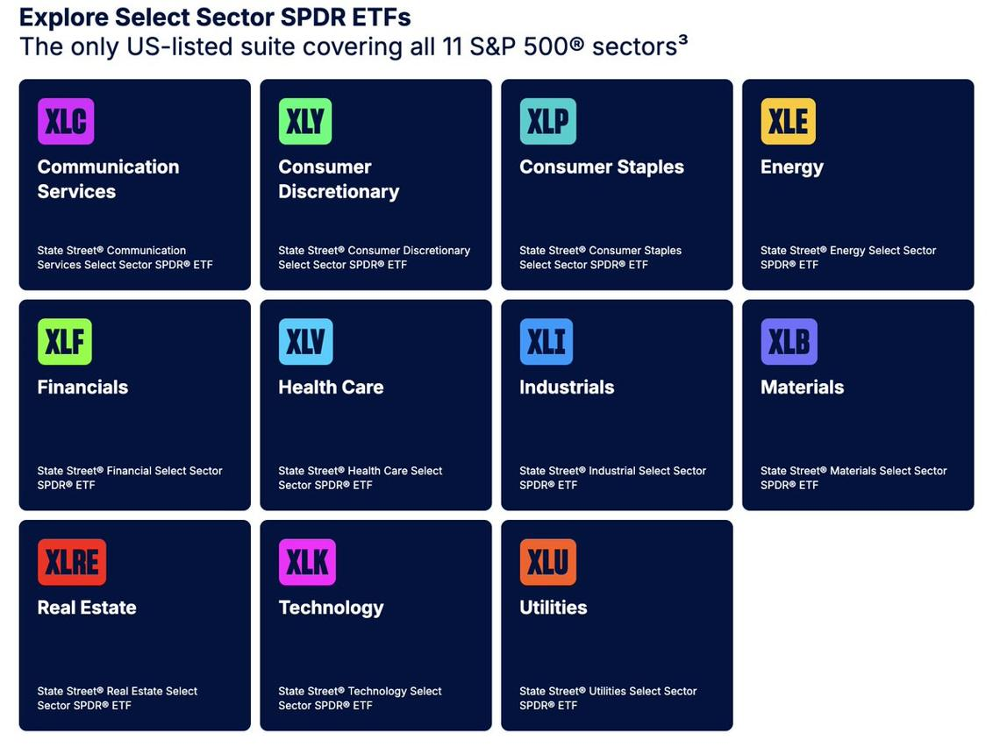 Explore Select Sector SPDR ETFs
The only US-listed suite covering all 11 S&P 500® sectors³
XLC
Communication
Services
State Street® Communication
Services Select Sector SPDR® ETF
XLY
Consumer
Discretionary
State Street® Consumer Discretionary
Select Sector SPDR® ETF
XLP
Consumer Staples
State Street® Consumer Staples
Select Sector SPDR® ETF
XLE
Energy
State Street® Energy Select Sector
SPDR® ETF
XLF
Financials
State Street® Financial Select Sector
SPDR® ETF
XLV
Health Care
State Street® Health Care Select
Sector SPDR® ETF
XLI
Industrials
State Street® Industrial Select Sector
SPDR® ETF
XLB
Materials
State Street® Materials Select Sector
SPDR® ETF
XLRE
Real Estate
State Street® Real Estate Select
Sector SPDR® ETF
XLK
Technology
State Street® Technology Select
Sector SPDR® ETF
XLU
Utilities
State Street® Utilities Select Sector
SPDR® ETF